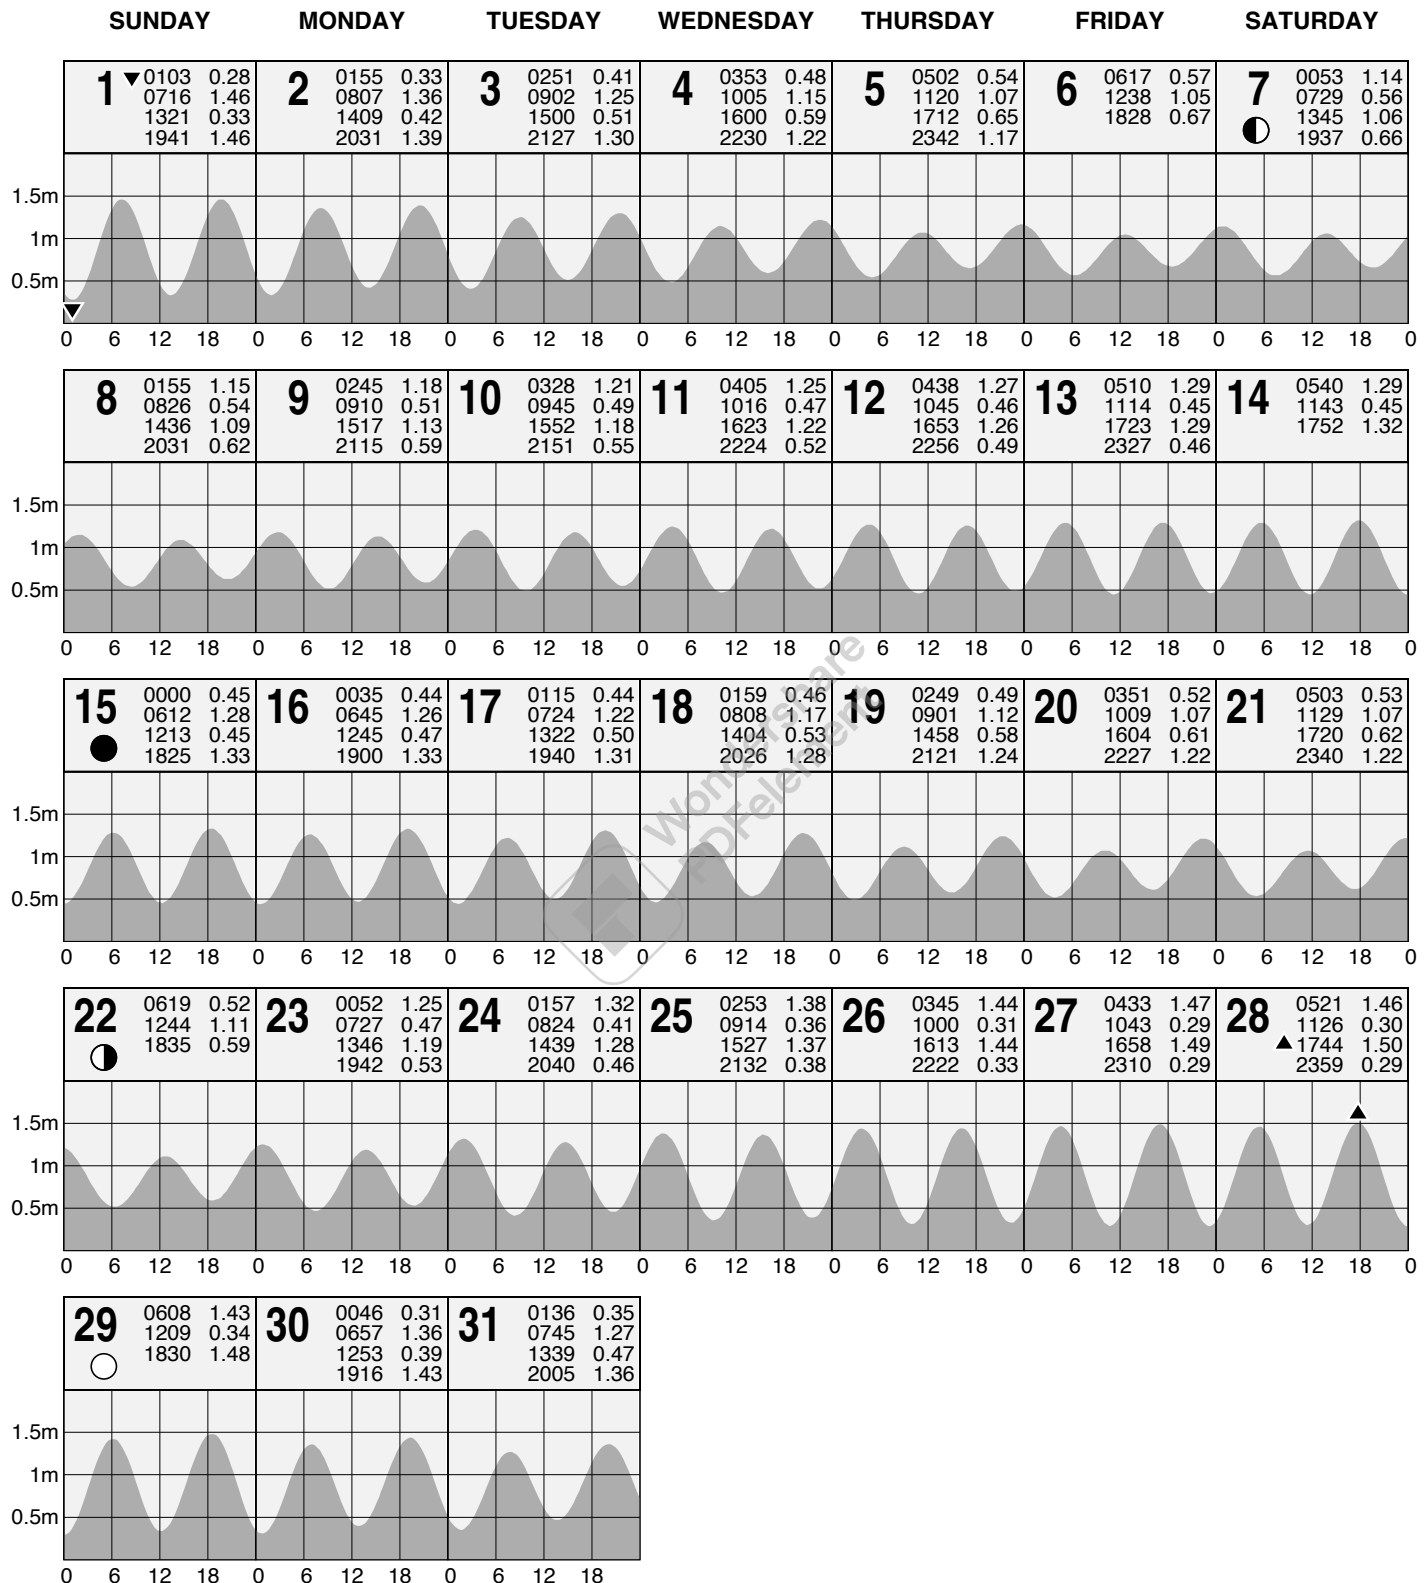 SUNDAY MONDAY TUESDAY WEDNESDAY THURSDAY FRIDAY SATURDAY
1 0103 0.28
0716 1.46
1321 0.33
1941 1.46
2 0155 0.33
0807 1.36
1409 0.42
2031 1.39
3 0251 0.41
0902 1.25
1500 0.51
2127 1.30
4 0353 0.48
1005 1.15
1600 0.59
2230 1.22
5 0502 0.54
1120 1.07
1712 0.65
2342 1.17
6 0617 0.57
1238 1.05
1828 0.67
7 0053 1.14
0729 0.56
1345 1.06
1937 0.66
1.5m
1m
0.5m
0 6 12 18 0 6 12 18 0 6 12 18 0 6 12 18 0 6 12 18 0 6 12 18 0 6 12 18 0
8 0155 1.15
0826 0.54
1436 1.09
2031 0.62
9 0245 1.18
0910 0.51
1517 1.13
2115 0.59
10 0328 1.21
0945 0.49
1552 1.18
2151 0.55
11 0405 1.25
1016 0.47
1623 1.22
2224 0.52
12 0438 1.27
1045 0.46
1653 1.26
2256 0.49
13 0510 1.29
1114 0.45
1723 1.29
2327 0.46
14 0540 1.29
1143 0.45
1752 1.32
1.5m
1m
0.5m
0 6 12 18 0 6 12 18 0 6 12 18 0 6 12 18 0 6 12 18 0 6 12 18 0 6 12 18 0
15 0000 0.45
0612 1.28
1213 0.45
1825 1.33
16 0035 0.44
0645 1.26
1245 0.47
1900 1.33
17 0115 0.44
0724 1.22
1322 0.50
1940 1.31
18 0159 0.46
0808 1.17
1404 0.53
2026 1.28
19 0249 0.49
0901 1.12
1458 0.58
2121 1.24
20 0351 0.52
1009 1.07
1604 0.61
2227 1.22
21 0503 0.53
1129 1.07
1720 0.62
2340 1.22
1.5m
1m
0.5m
0 6 12 18 0 6 12 18 0 6 12 18 0 6 12 18 0 6 12 18 0 6 12 18 0 6 12 18 0
Wondershare
PDFelement
22 0619 0.52
1244 1.11
1835 0.59
23 0052 1.25
0727 0.47
1346 1.19
1942 0.53
24 0157 1.32
0824 0.41
1439 1.28
2040 0.46
25 0253 1.38
0914 0.36
1527 1.37
2132 0.38
26 0345 1.44
1000 0.31
1613 1.44
2222 0.33
27 0433 1.47
1043 0.29
1658 1.49
2310 0.29
28 0521 1.46
1126 0.30
1744 1.50
2359 0.29
1.5m
1m
0.5m
0 6 12 18 0 6 12 18 0 6 12 18 0 6 12 18 0 6 12 18 0 6 12 18 0 6 12 18 0
29 0608 1.43
1209 0.34
1830 1.48
30 0046 0.31
0657 1.36
1253 0.39
1916 1.43
31 0136 0.35
0745 1.27
1339 0.47
2005 1.36
1.5m
1m
0.5m
0 6 12 18 0 6 12 18 0 6 12 18